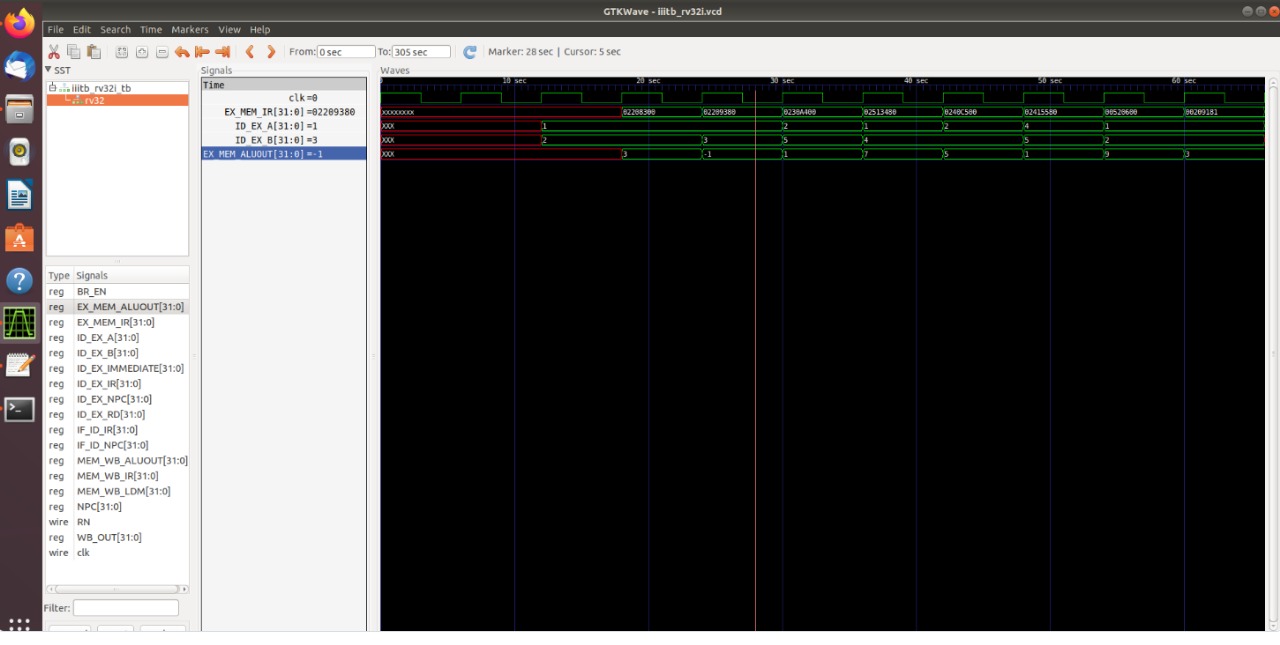 GTKWave - iiitb_rv32i.vcd
File Edit Search Time Markers View Help
From: 0 sec To: 305 sec Marker: 28 sec | Cursor: 5 sec
SST
iiitb_rv32i_tb
rv32
Type Signals
reg BR_EN
reg EX_MEM_ALUOUT[31:0]
reg EX_MEM_IR[31:0]
reg ID_EX_A[31:0]
reg ID_EX_B[31:0]
reg ID_EX_IMMEDIATE[31:0]
reg ID_EX_IR[31:0]
reg ID_EX_NPC[31:0]
reg ID_EX_RD[31:0]
reg IF_ID_IR[31:0]
reg IF_ID_NPC[31:0]
reg MEM_WB_ALUOUT[31:0]
reg MEM_WB_IR[31:0]
reg MEM_WB_LDM[31:0]
reg NPC[31:0]
wire RN
reg WB_OUT[31:0]
wire clk
Filter:
Signals
Time
clk=0
EX_MEM_IR[31:0]=02209380
ID_EX_A[31:0]=1
ID_EX_B[31:0]=3
EX_MEM_ALUOUT[31:0]=-1
Waves
10 sec 20 sec 30 sec 40 sec 50 sec 60 sec
xxxxxxxx 02208300 02209380 0230A400 02513480 0240C500 02415580 00520600 00209181
xxx 1 2 1 2 4 1
xxx 2 3 5 4 5 2
xxx 3 -1 1 7 5 1 9 3